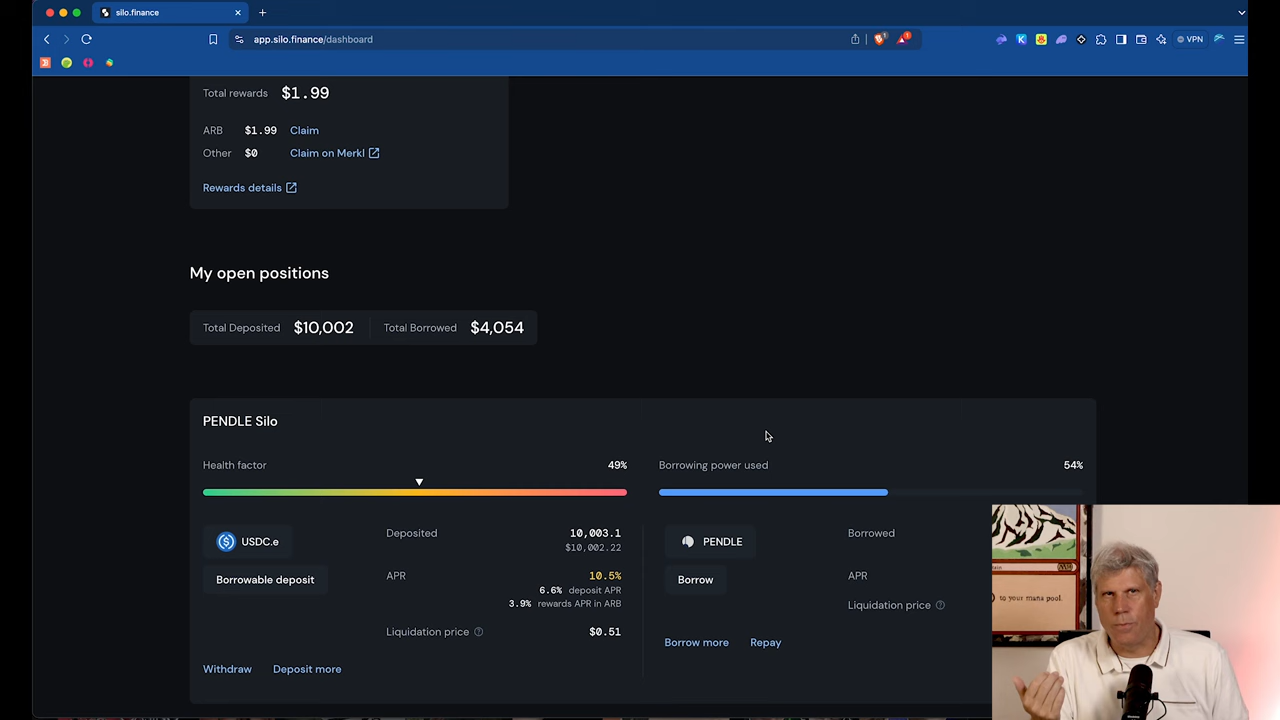 silo.finance
app.silo.finance/dashboard
VPN
Total rewards $1.99
ARB $1.99 Claim
Other $0 Claim on Merkl
Rewards details
My open positions
Total Deposited $10,002 Total Borrowed $4,054
PENDLE Silo
Health factor 49% Borrowing power used 54%
USDC.e Deposited 10,003.1 PENDLE Borrowed
$10,002.22
Borrowable deposit APR 10.5% Borrow APR
6.6% deposit APR
3.9% rewards APR in ARB
Liquidation price
Liquidation price $0.51
Borrow more Repay
Withdraw Deposit more
to your mana pool.